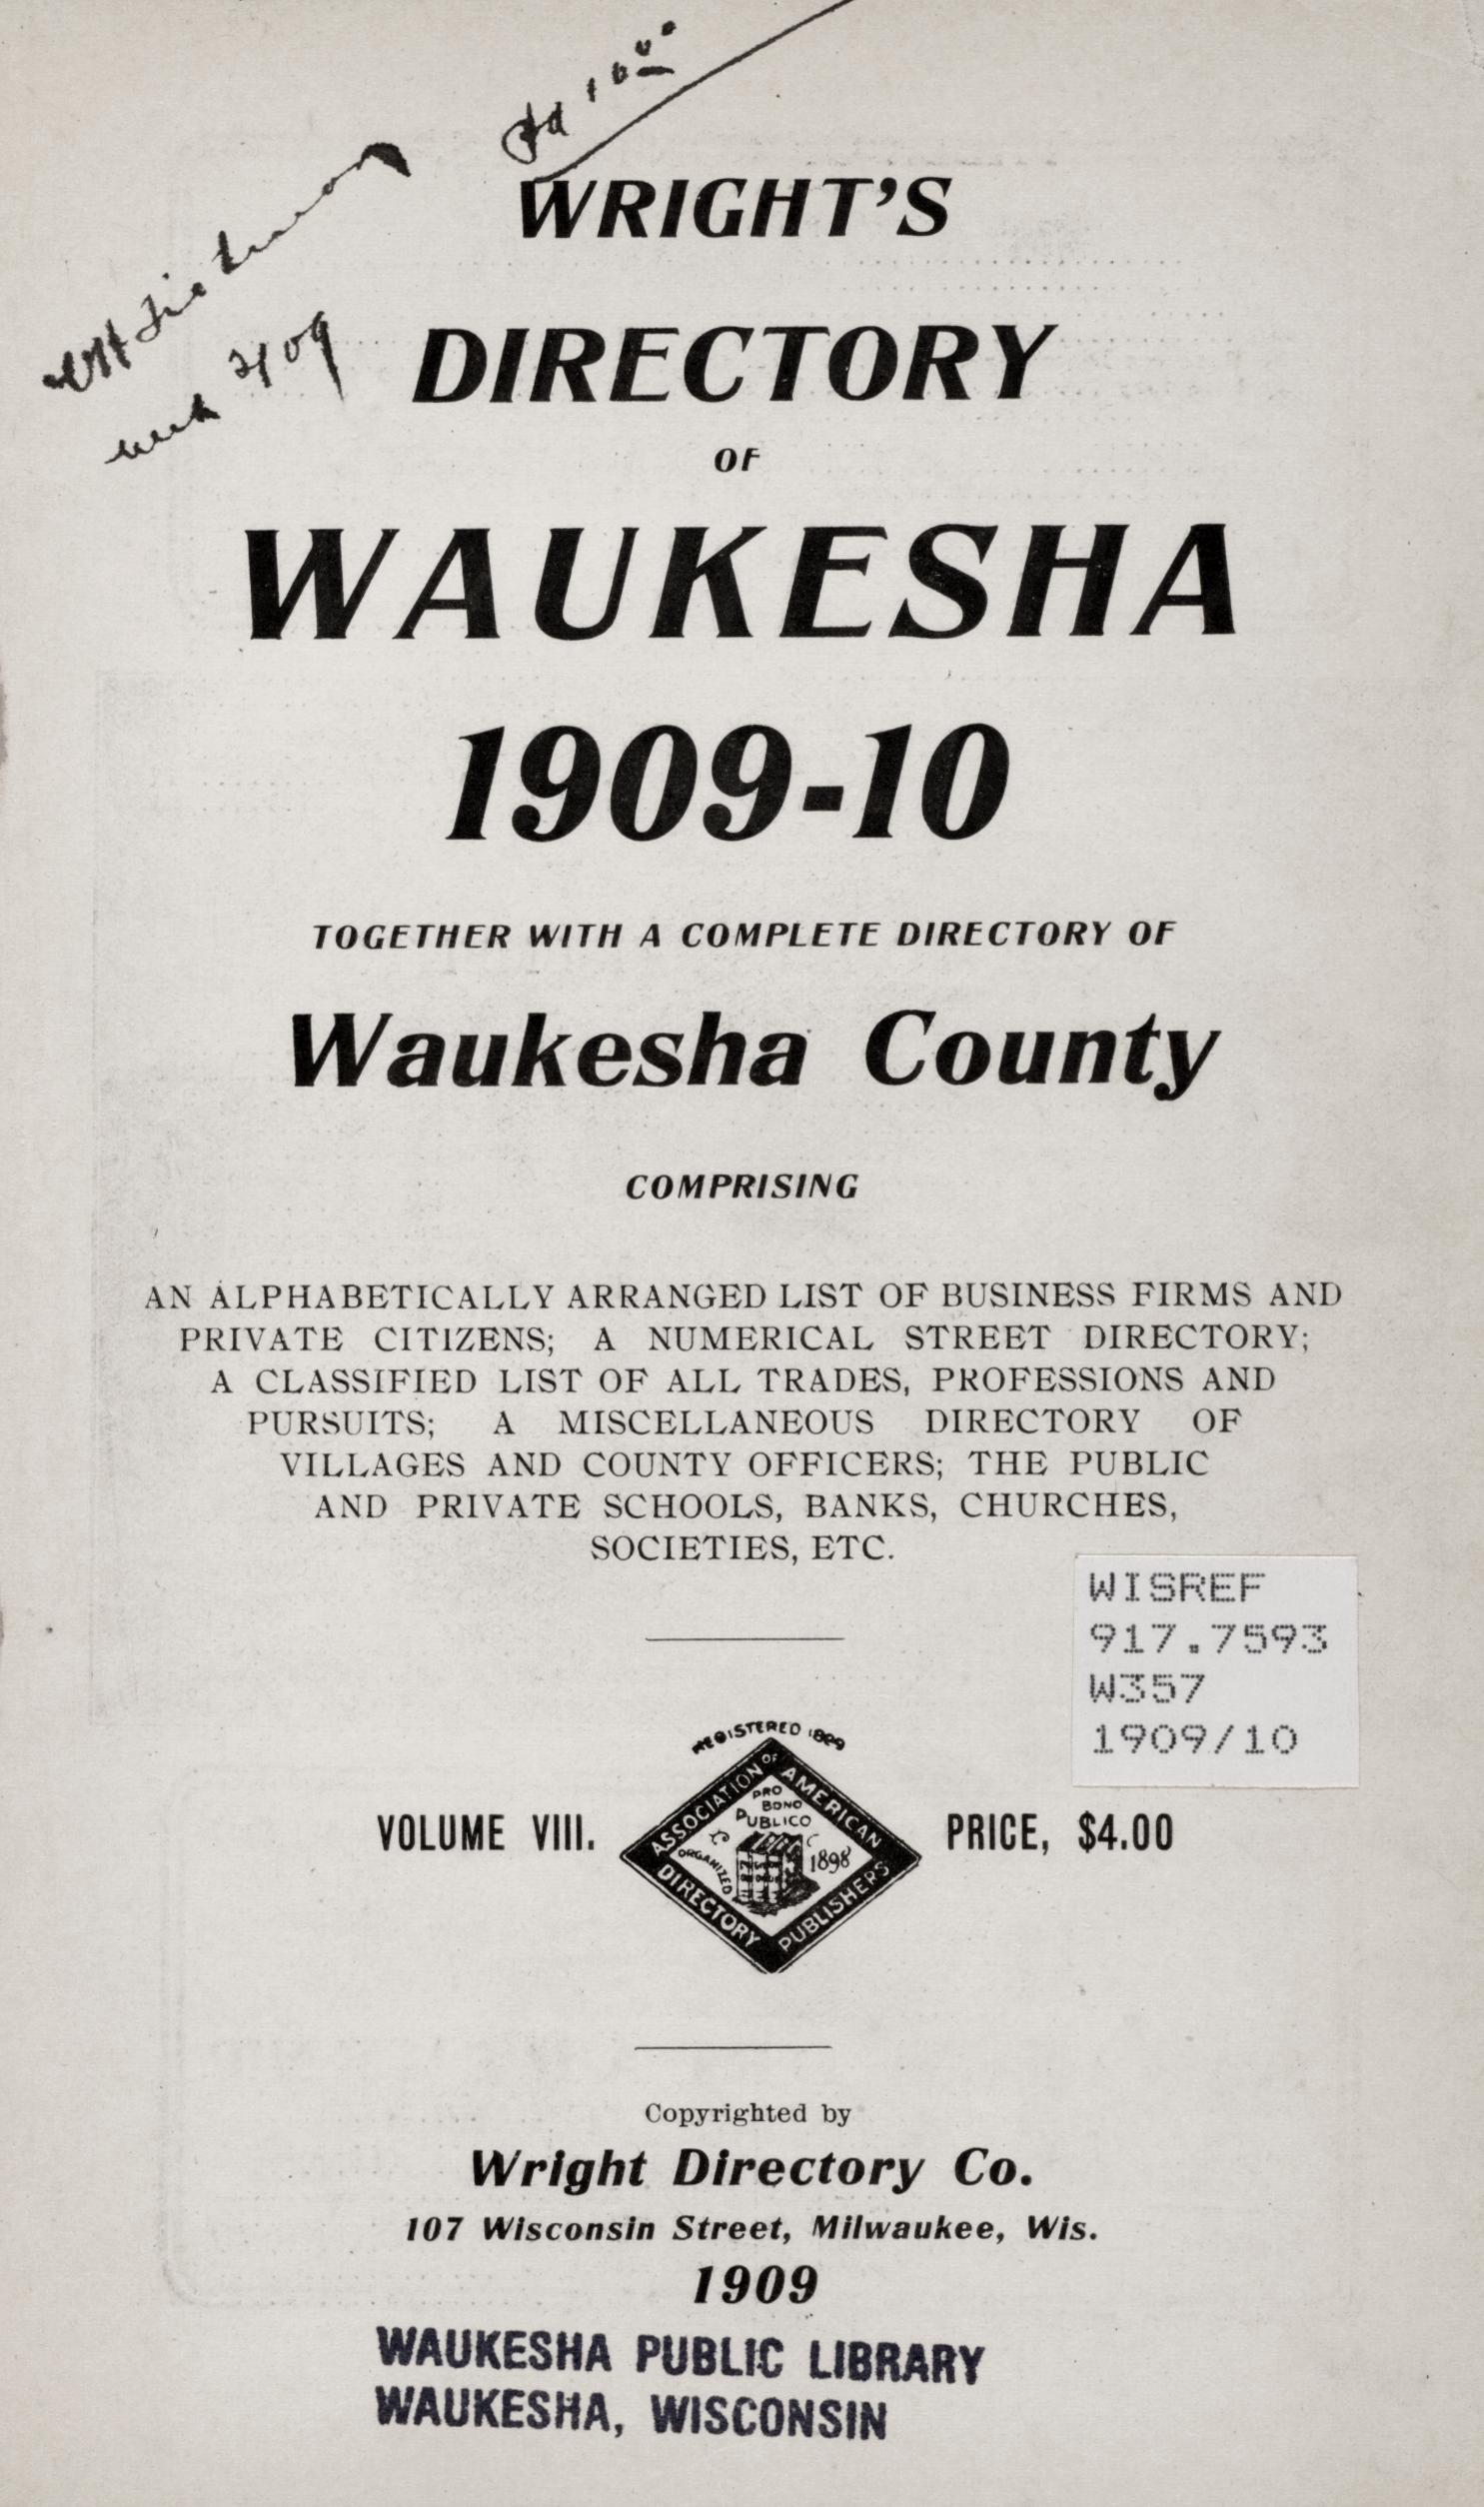 WRIGHT'S
DIRECTORY
OF
WAUKESHA
1909-10
TOGETHER WITH A COMPLETE DIRECTORY OF
Waukesha County
COMPRISING
AN ALPHABETICALLY ARRANGED LIST OF BUSINESS FIRMS AND
PRIVATE CITIZENS; A NUMERICAL STREET DIRECTORY;
A CLASSIFIED LIST OF ALL TRADES, PROFESSIONS AND
PURSUITS; A MISCELLANEOUS DIRECTORY OF
VILLAGES AND COUNTY OFFICERS; THE PUBLIC
AND PRIVATE SCHOOLS, BANKS, CHURCHES,
SOCIETIES, ETC.
WISREF
917.7593
W357
1909/10
REGISTERED 1899
ASSOCIATION OF AMERICAN
DIRECTORY PUBLISHERS
PRO
BONO
PUBLICO
ORGANIZED
1898
VOLUME VIII.
PRICE, $4.00
Copyrighted by
Wright Directory Co.
107 Wisconsin Street, Milwaukee, Wis.
1909
WAUKESHA PUBLIC LIBRARY
WAUKESHA, WISCONSIN